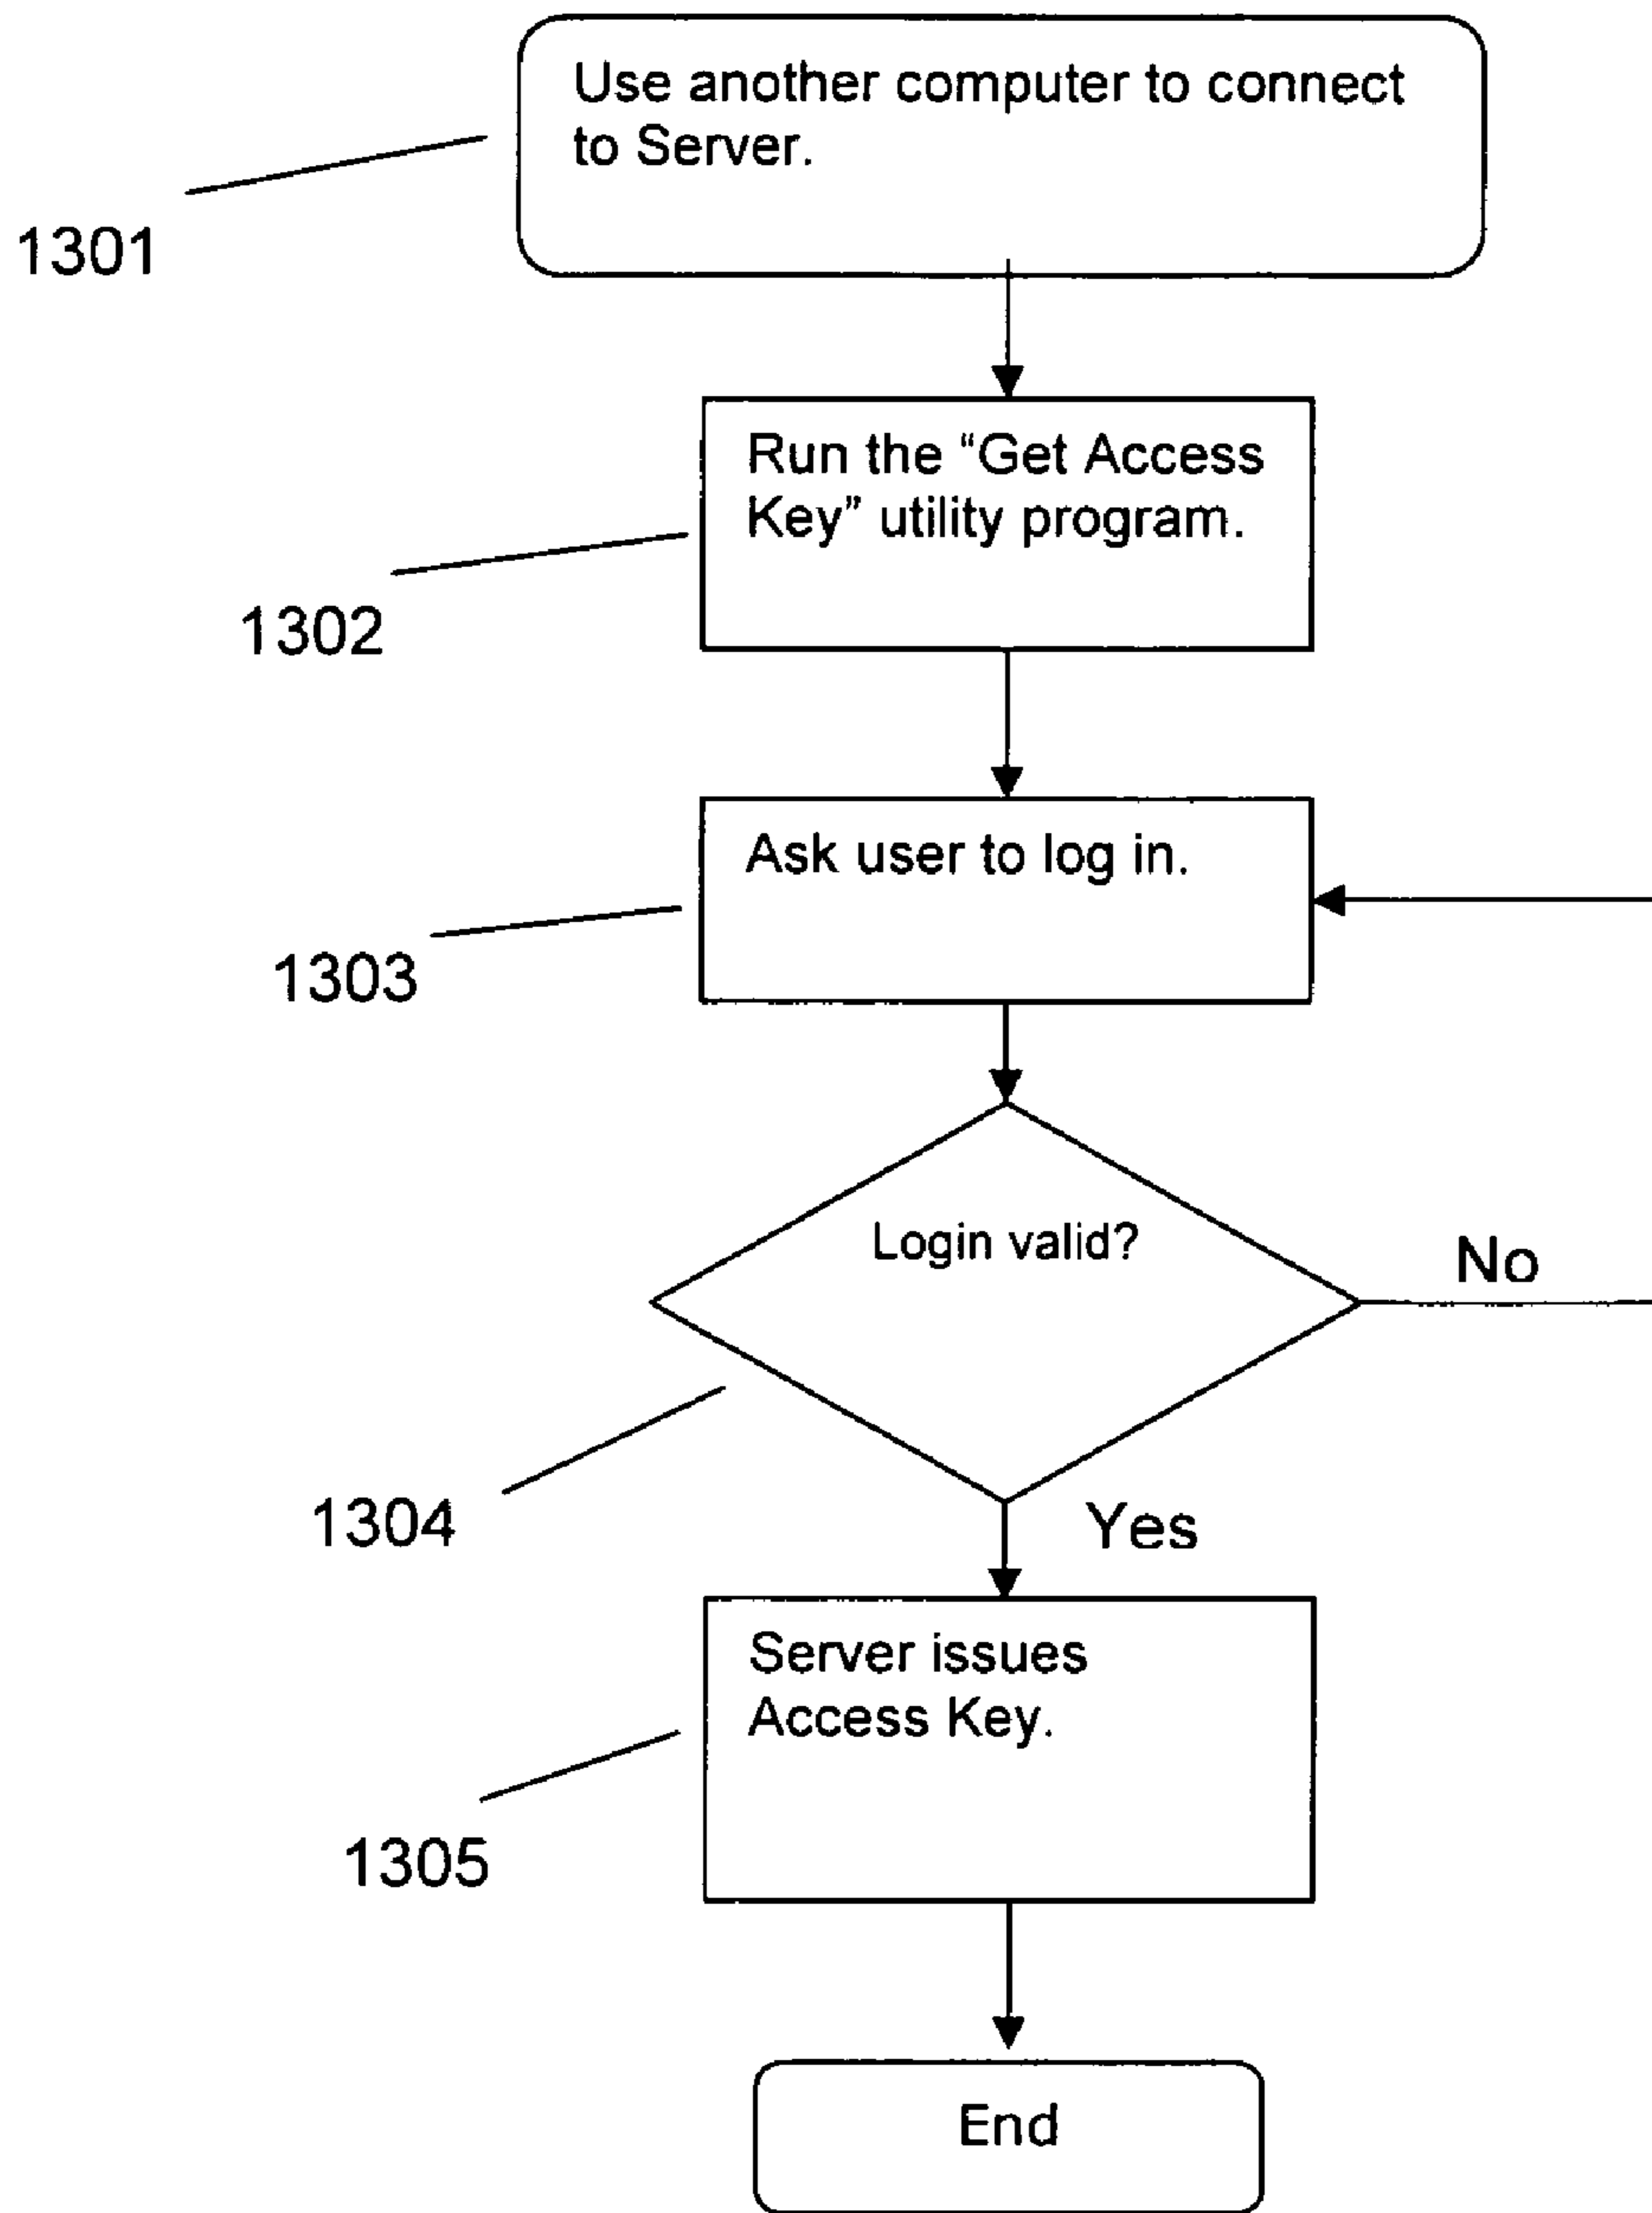 Use another computer to connect
to Server.
1301
Run the “Get Access
Key” utility program.
1302
Ask user to log in.
1303
Login valid?
No
1304
Yes
Server issues
Access Key.
1305
End